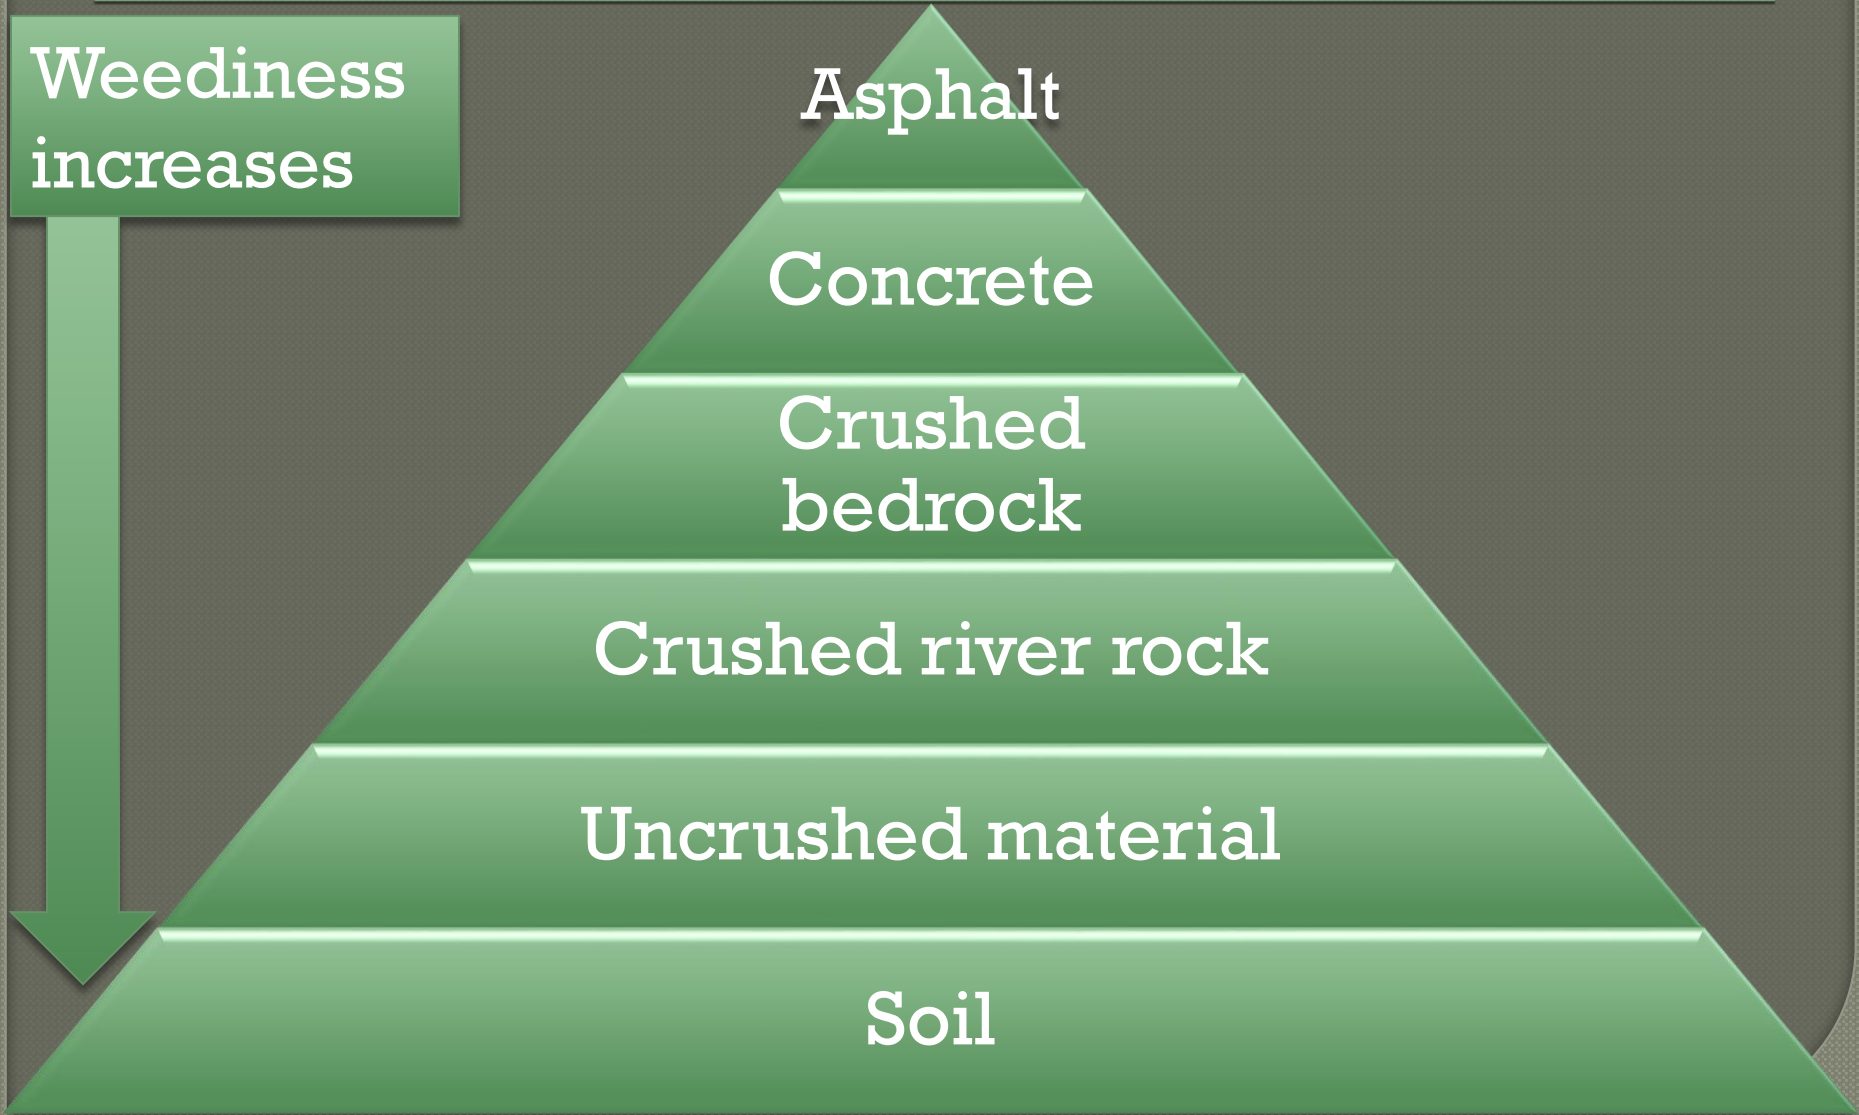 Weediness
increases
Asphalt
Concrete
Crushed
bedrock
Crushed river rock
Uncrushed material
Soil